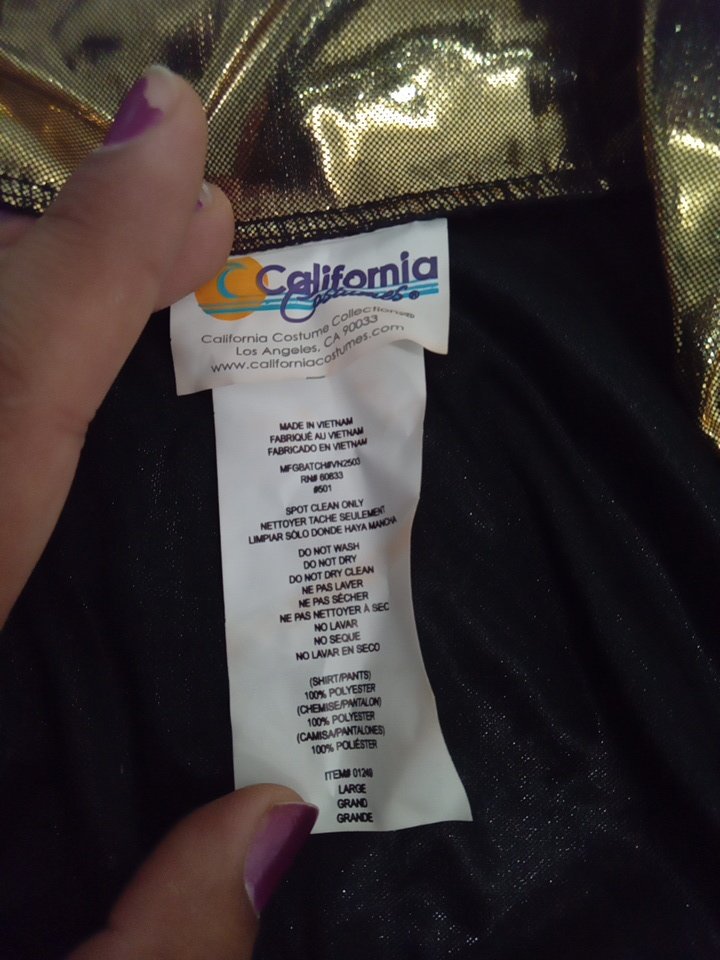 California
Costumes®
California Costume Collections®
Los Angeles, CA 90033
www.californiacostumes.com
MADE IN VIETNAM
FABRIQUÉ AU VIETNAM
FABRICADO EN VIETNAM
MFGBATCH#VN2503
RN# 60833
#501
SPOT CLEAN ONLY
NETTOYER TACHE SEULEMENT
LIMPIAR SÓLO DONDE HAYA MANCHA
DO NOT WASH
DO NOT DRY
DO NOT DRY CLEAN
NE PAS LAVER
NE PAS SÉCHER
NE PAS NETTOYER À SEC
NO LAVAR
NO SEQUE
NO LAVAR EN SECO
(SHIRT/PANTS)
100% POLYESTER
(CHEMISE/PANTALON)
100% POLYESTER
(CAMISA/PANTALONES)
100% POLIÉSTER
ITEM# 01249
LARGE
GRAND
GRANDE